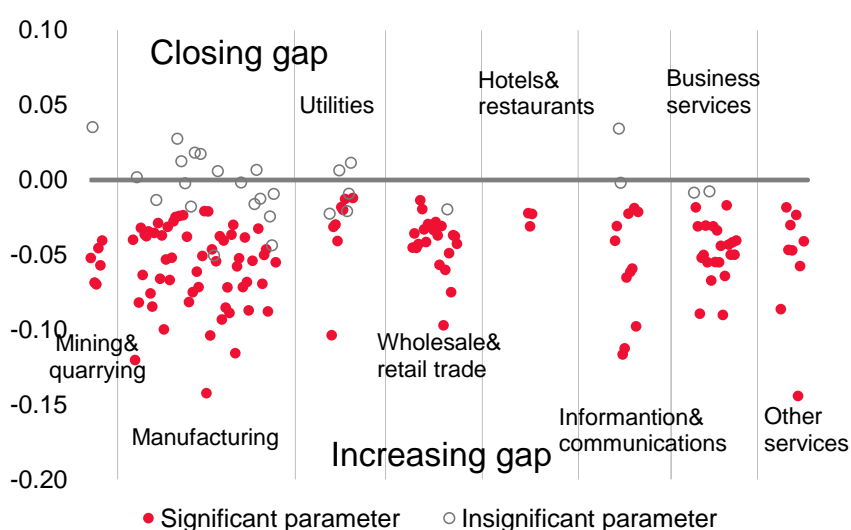 0.10
0.05
0.00
-0.05
-0.10
-0.15
-0.20
Closing gap
Utilities
Hotels&
restaurants
Business
services
Mining&
quarrying
Manufacturing
Wholesale&
retail trade
Informantion&
communications
Other
services
Increasing gap
Significant parameter
Insignificant parameter